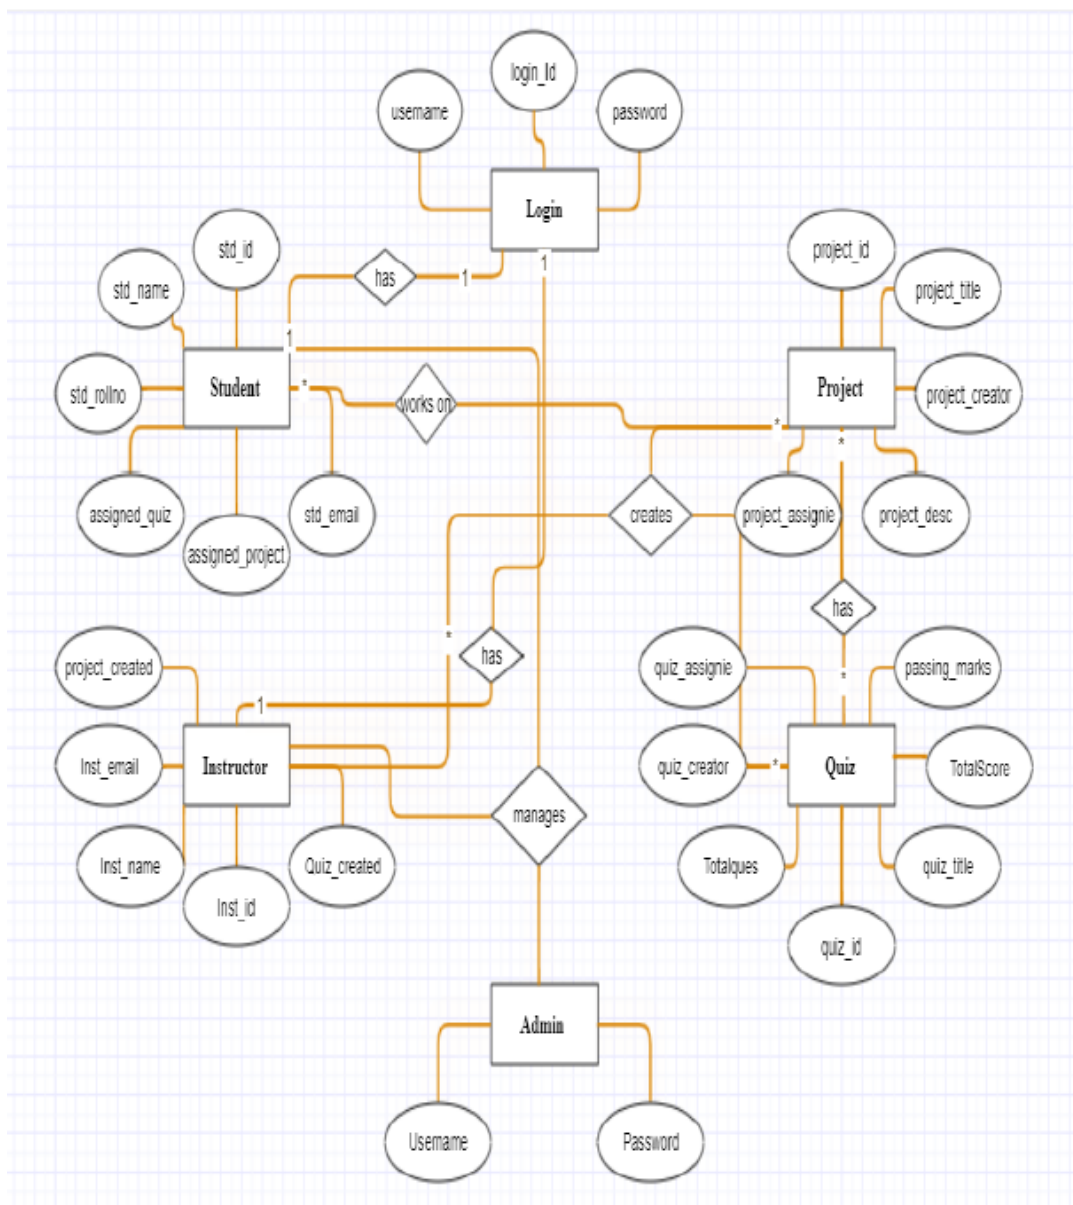 login_Id
username
password
Login
std_id
project_id
has
1
1
std_name
project_title
1
Student
*
works on
Project
project_creator
std_rollno
*
*
assigned_quiz
std_email
creates
project_assignie
project_desc
assigned_project
has
*
has
project_created
quiz_assignie
passing_marks
*
1
Inst_email
Instructor
quiz_creator
*
Quiz
TotalScore
manages
Inst_name
Quiz_created
Totalques
quiz_title
Inst_id
quiz_id
Admin
Username
Password